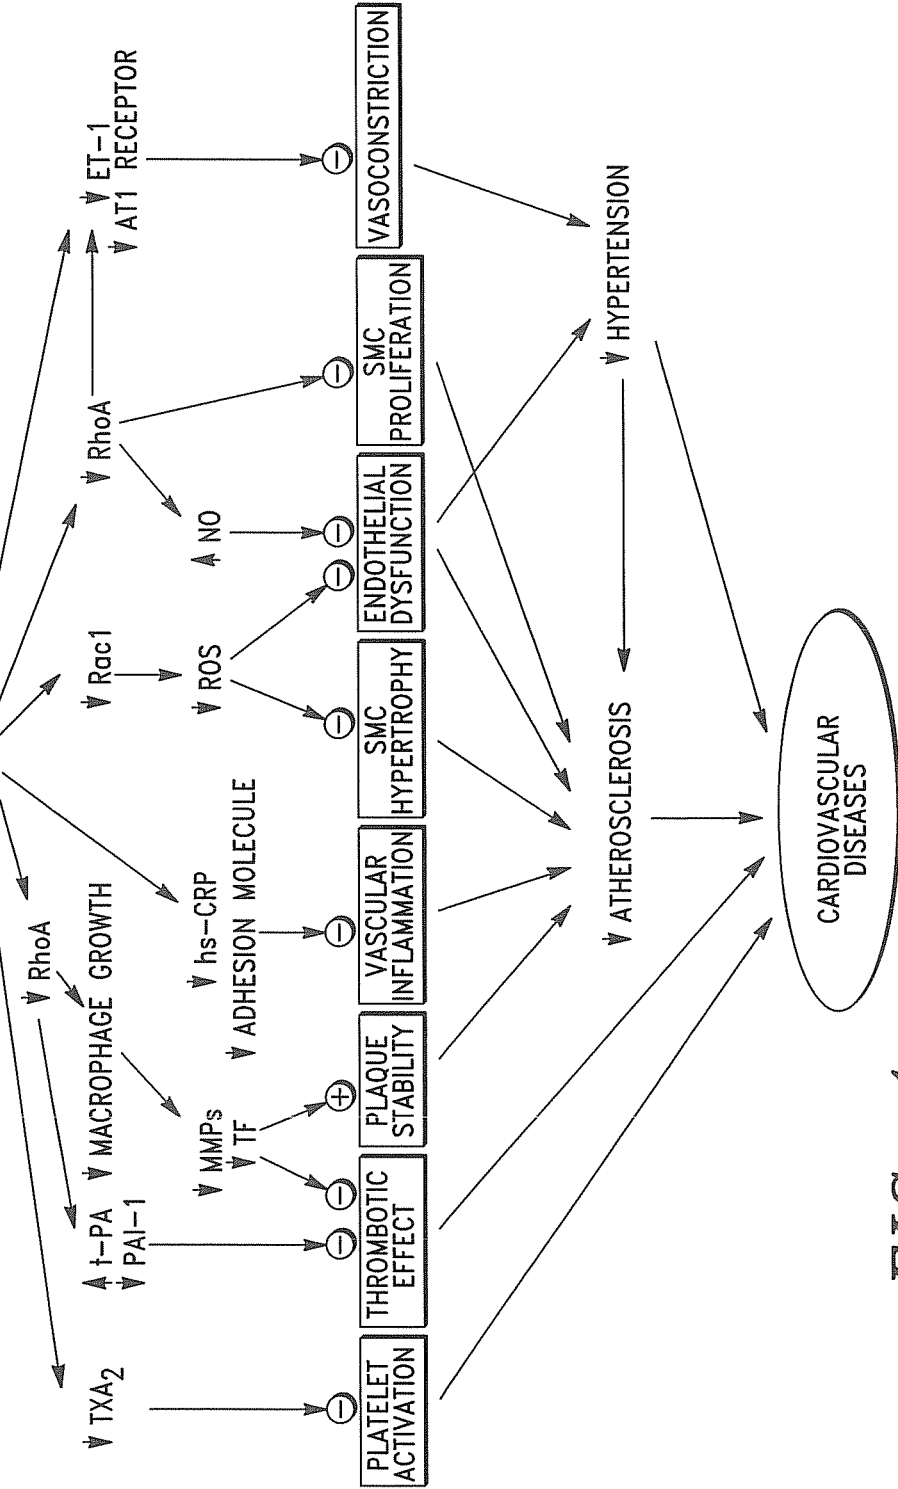 RhoA
TXA2
t-PA
PAI-1
MACROPHAGE GROWTH
Rac1
RhoA
ET-1
AT1 RECEPTOR
MMPs
TF
hs-CRP
ADHESION MOLECULE
ROS
NO
−
−
−
+
−
−
−
−
−
−
PLATELET
ACTIVATION
THROMBOTIC
EFFECT
PLAQUE
STABILITY
VASCULAR
INFLAMMATION
SMC
HYPERTROPHY
ENDOTHELIAL
DYSFUNCTION
SMC
PROLIFERATION
VASOCONSTRICTION
ATHEROSCLEROSIS
HYPERTENSION
CARDIOVASCULAR
DISEASES